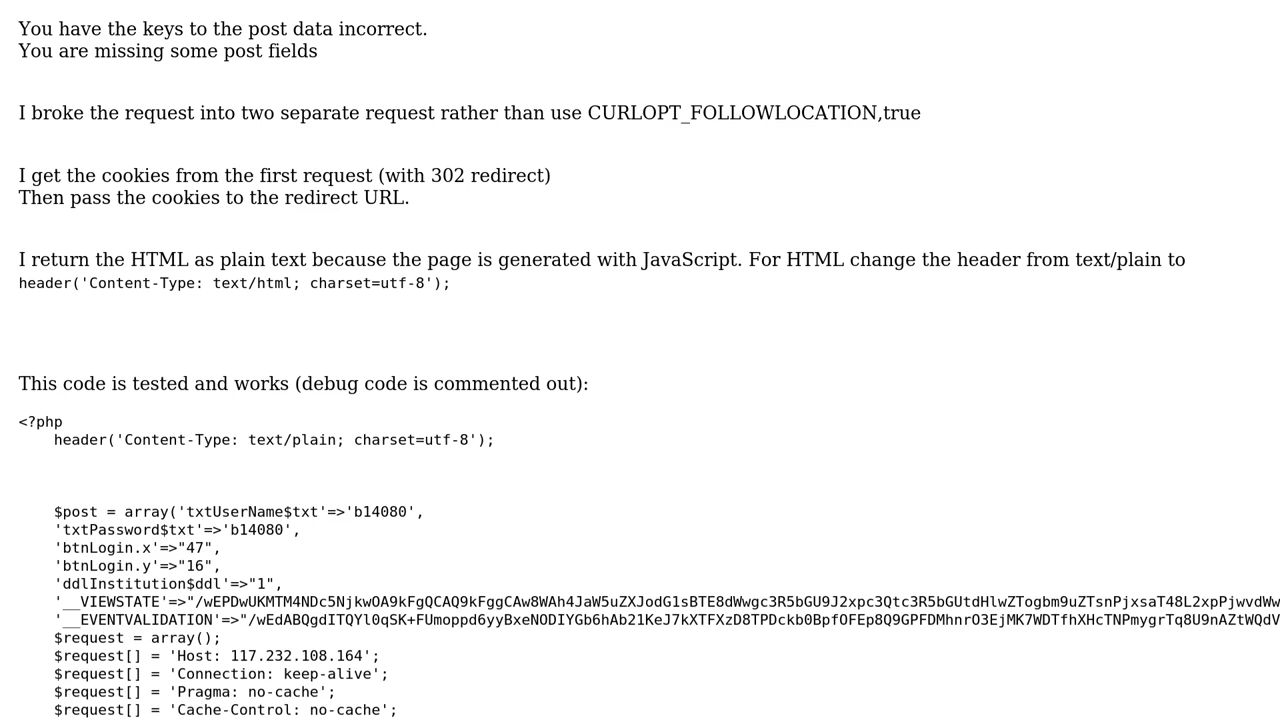 You have the keys to the post data incorrect.
You are missing some post fields
I broke the request into two separate request rather than use CURLOPT_FOLLOWLOCATION,true
I get the cookies from the first request (with 302 redirect)
Then pass the cookies to the redirect URL.
I return the HTML as plain text because the page is generated with JavaScript. For HTML change the header from text/plain to
header('Content-Type: text/html; charset=utf-8');
This code is tested and works (debug code is commented out):
<?php
header('Content-Type: text/plain; charset=utf-8');
$post = array('txtUserName$txt'=>'b14080',
'txtPassword$txt'=>'b14080',
'btnLogin.x'=>"47",
'btnLogin.y'=>"16",
'ddlInstitution$ddl'=>"1",
'__VIEWSTATE'=>"/wEPDwUKMTM4NDc5NjkwOA9kFgQCAQ9kFggCAw8WAh4JaW5uZXJodG1sBTE8dWwgc3R5bGU9J2xpc3Qtc3R5bGUtdHlwZTogbm9uZTsnPjxsaT48L2xpPjwvdWw
'__EVENTVALIDATION'=>"/wEdABQgdITQYl0qSK+FUmoppd6yyBxeNODIYGb6hAb21KeJ7kXTFXzD8TPDckb0BpfOFEp8Q9GPFDMhnrO3EjMK7WDTfhXHcTNPmygrTq8U9nAZtWQdV
$request = array();
$request[] = 'Host: 117.232.108.164';
$request[] = 'Connection: keep-alive';
$request[] = 'Pragma: no-cache';
$request[] = 'Cache-Control: no-cache';